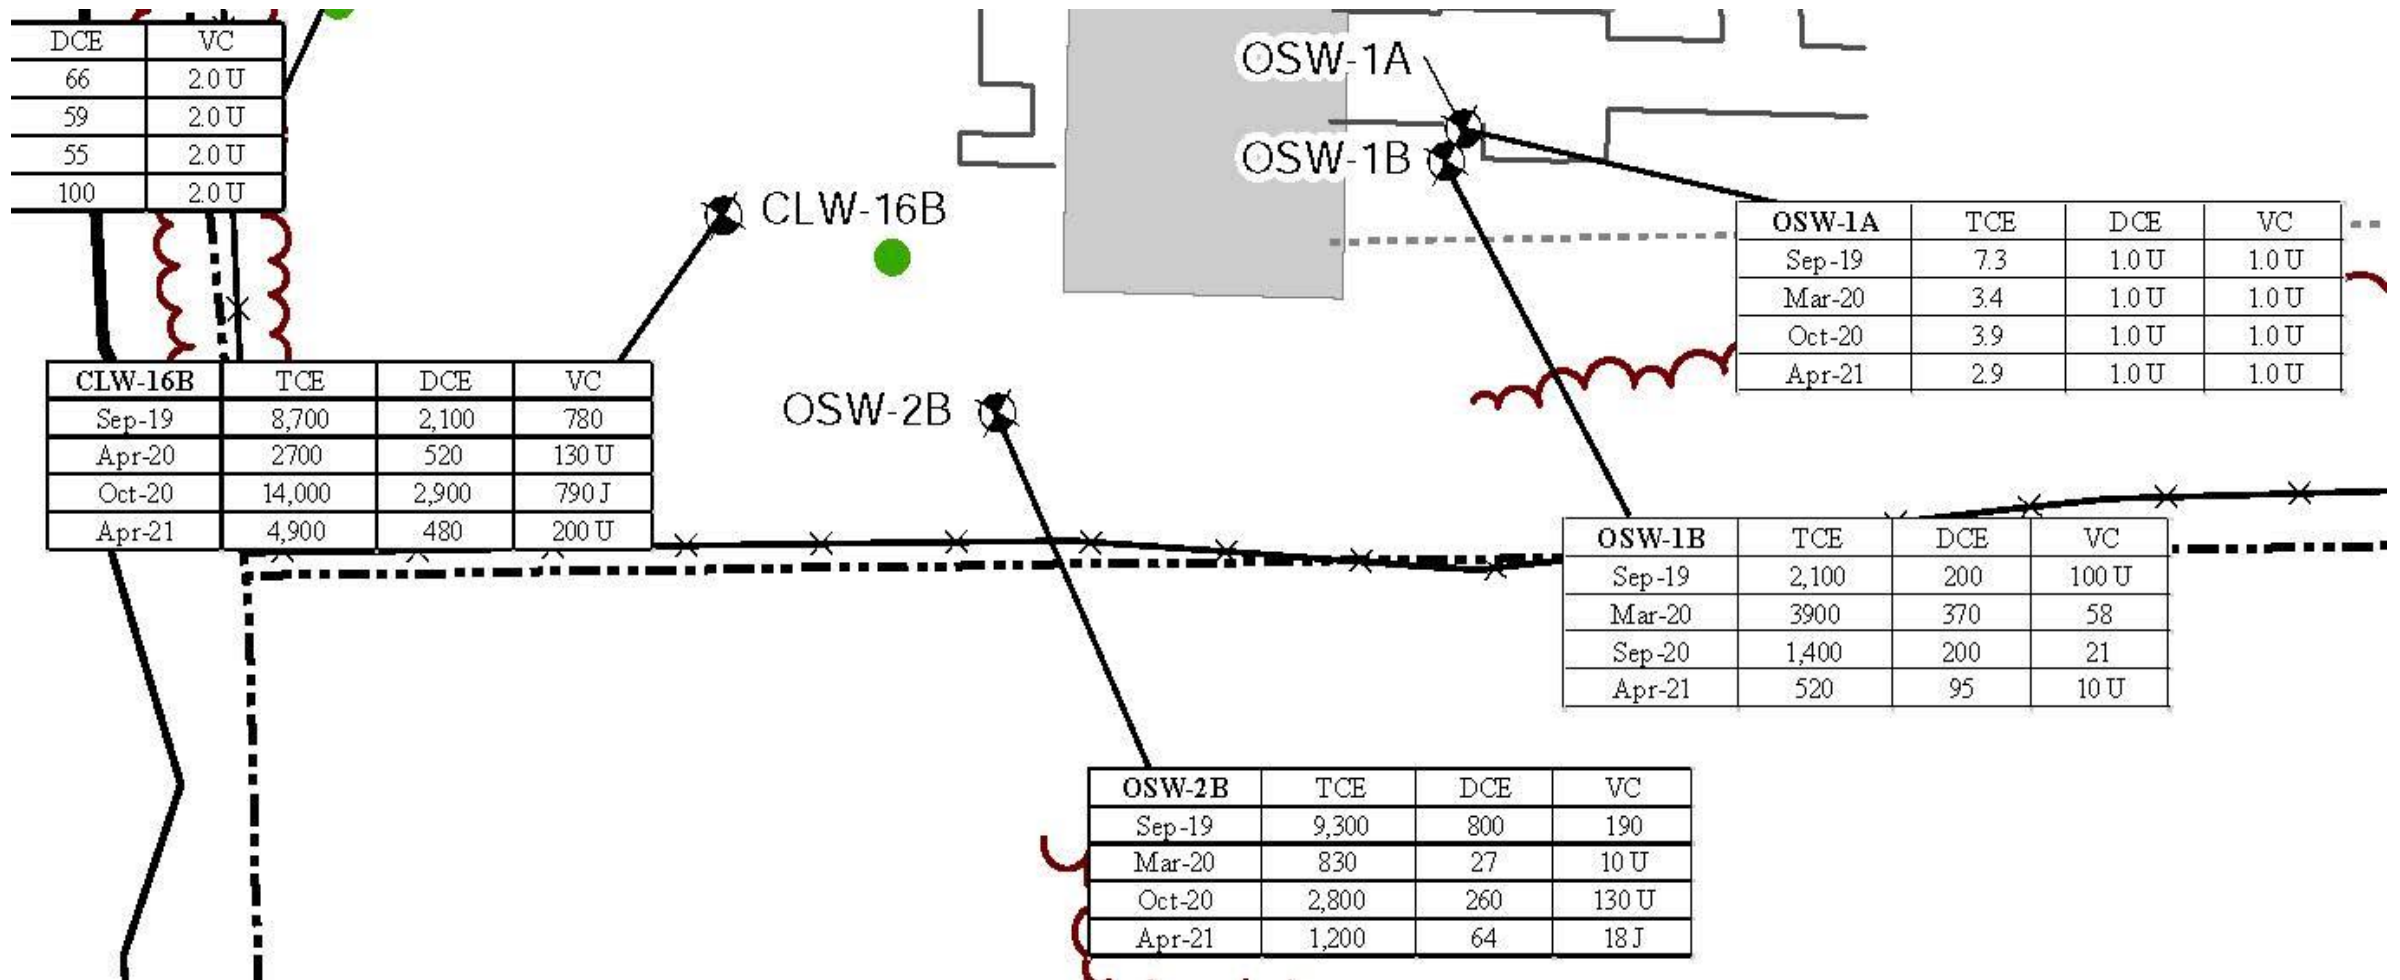 DCE VC
66 2.0 U
59 2.0 U
55 2.0 U
100 2.0 U
OSW-1A
OSW-1B
CLW-16B
OSW-1A TCE DCE VC
Sep-19 7.3 1.0 U 1.0 U
Mar-20 3.4 1.0 U 1.0 U
Oct-20 3.9 1.0 U 1.0 U
Apr-21 2.9 1.0 U 1.0 U
CLW-16B TCE DCE VC
Sep-19 8,700 2,100 780
Apr-20 2700 520 130 U
Oct-20 14,000 2,900 790 J
Apr-21 4,900 480 200 U
OSW-2B
OSW-1B TCE DCE VC
Sep-19 2,100 200 100 U
Mar-20 3900 370 58
Sep-20 1,400 200 21
Apr-21 520 95 10 U
OSW-2B TCE DCE VC
Sep-19 9,300 800 190
Mar-20 830 27 10 U
Oct-20 2,800 260 130 U
Apr-21 1,200 64 18 J